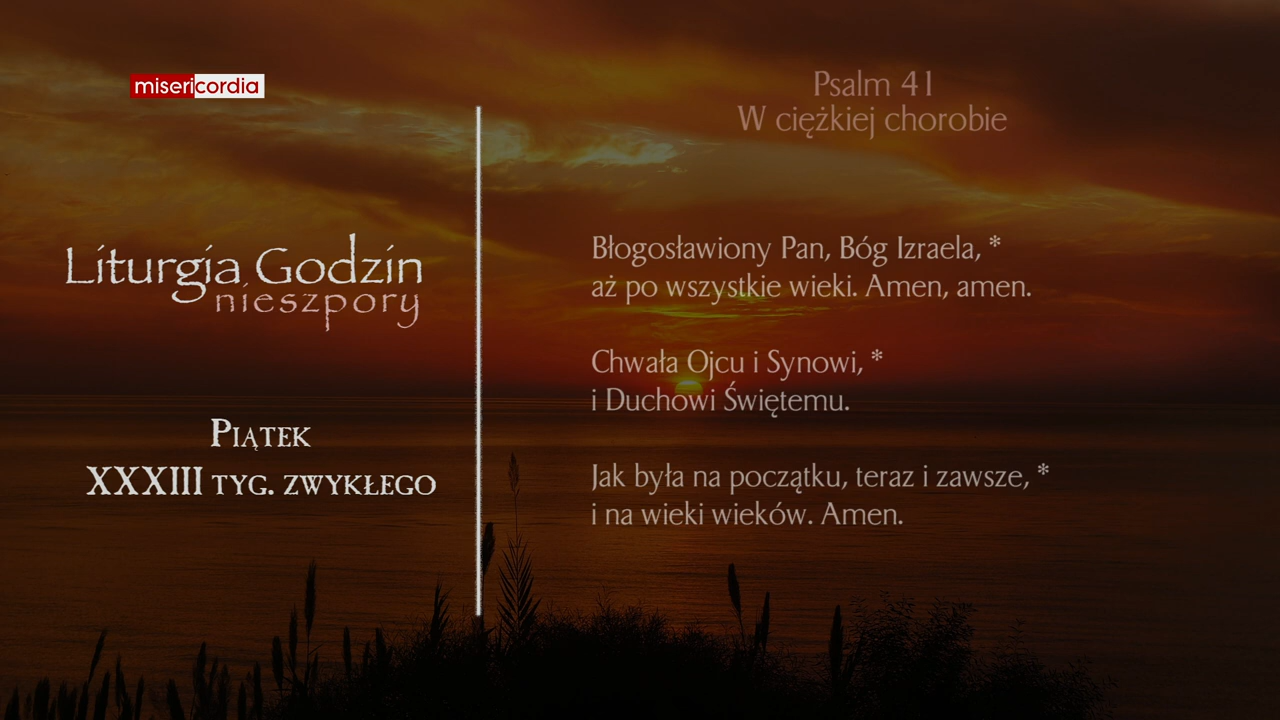 misericordia
Liturgia Godzin
nieszpory
Piątek
XXXIII tyg. zwykłego
Psalm 41
W ciężkiej chorobie
Błogosławiony Pan, Bóg Izraela, *
aż po wszystkie wieki. Amen, amen.
Chwała Ojcu i Synowi, *
i Duchowi Świętemu.
Jak była na początku, teraz i zawsze, *
i na wieki wieków. Amen.